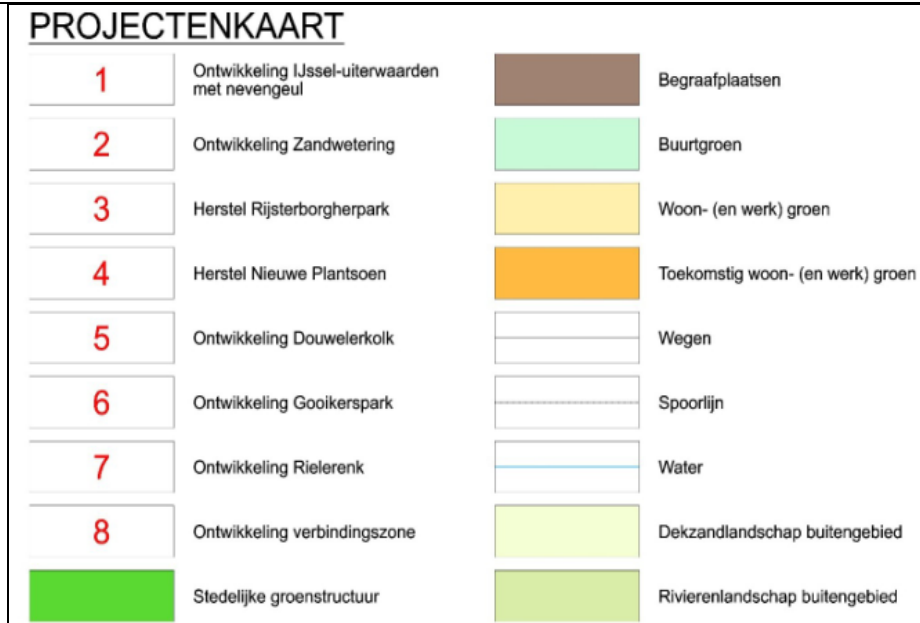 PROJECTENKAART
1
Ontwikkeling IJssel-uiterwaarden
met nevengeul
2
Ontwikkeling Zandwetering
3
Herstel Rijsterborgherpark
4
Herstel Nieuwe Plantsoen
5
Ontwikkeling Douwelerkolk
6
Ontwikkeling Gooikerspark
7
Ontwikkeling Rielerenk
8
Ontwikkeling verbindingszone
Stedelijke groenstructuur
Begraafplaatsen
Buurtgroen
Woon- (en werk) groen
Toekomstig woon- (en werk) groen
Wegen
Spoorlijn
Water
Dekzandlandschap buitengebied
Rivierenlandschap buitengebied